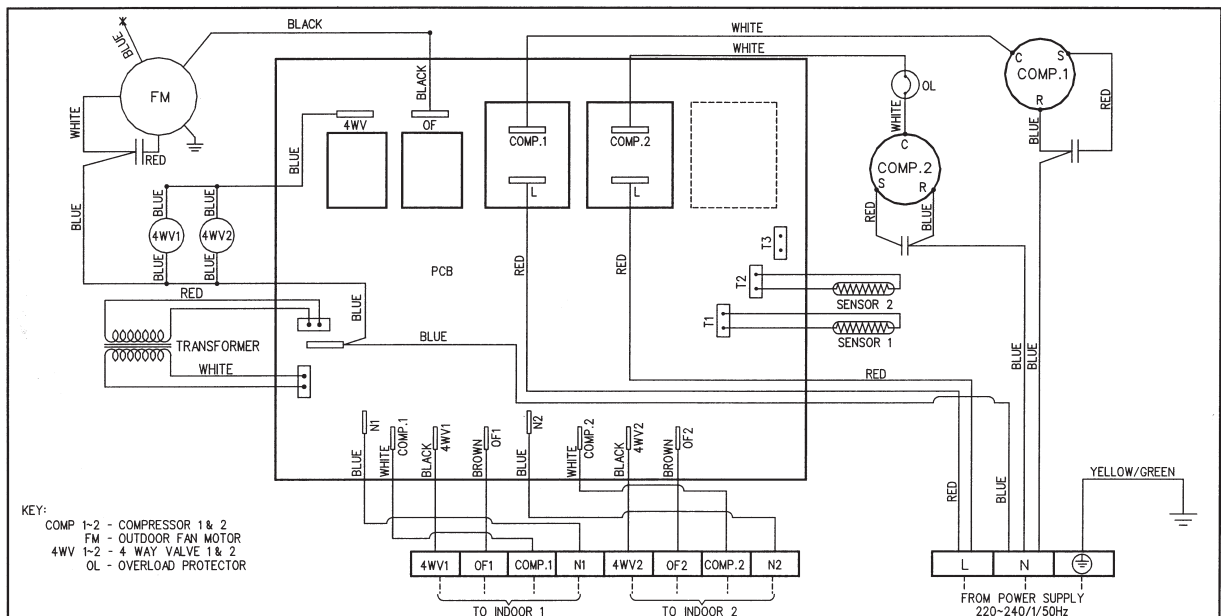 BLACK
WHITE
WHITE
BLUE
BLACK
FM
WHITE
RED
C
S
COMP.1
R
OL
RED
BLUE
WHITE
C
COMP.2
S
R
RED
BLUE
4WV
OF
COMP.1
COMP.2
L
L
BLUE
BLUE
BLUE
BLUE
4WV1
4WV2
BLUE
BLUE
PCB
RED
RED
T3
T2
SENSOR 2
T1
SENSOR 1
RED
TRANSFORMER
WHITE
BLUE
BLUE
BLUE
BLUE
RED
N1
COMP.1
4WV1
OF1
N2
COMP.2
4WV2
OF2
BLUE
WHITE
BLACK
BROWN
BLUE
WHITE
BLACK
BROWN
RED
BLUE
YELLOW/GREEN
KEY:
COMP 1~2 - COMPRESSOR 1 & 2
FM - OUTDOOR FAN MOTOR
4WV 1~2 - 4 WAY VALVE 1 & 2
OL - OVERLOAD PROTECTOR
4WV1 OF1 COMP.1 N1 4WV2 OF2 COMP.2 N2
L N
TO INDOOR 1
TO INDOOR 2
FROM POWER SUPPLY
220~240/1/50Hz